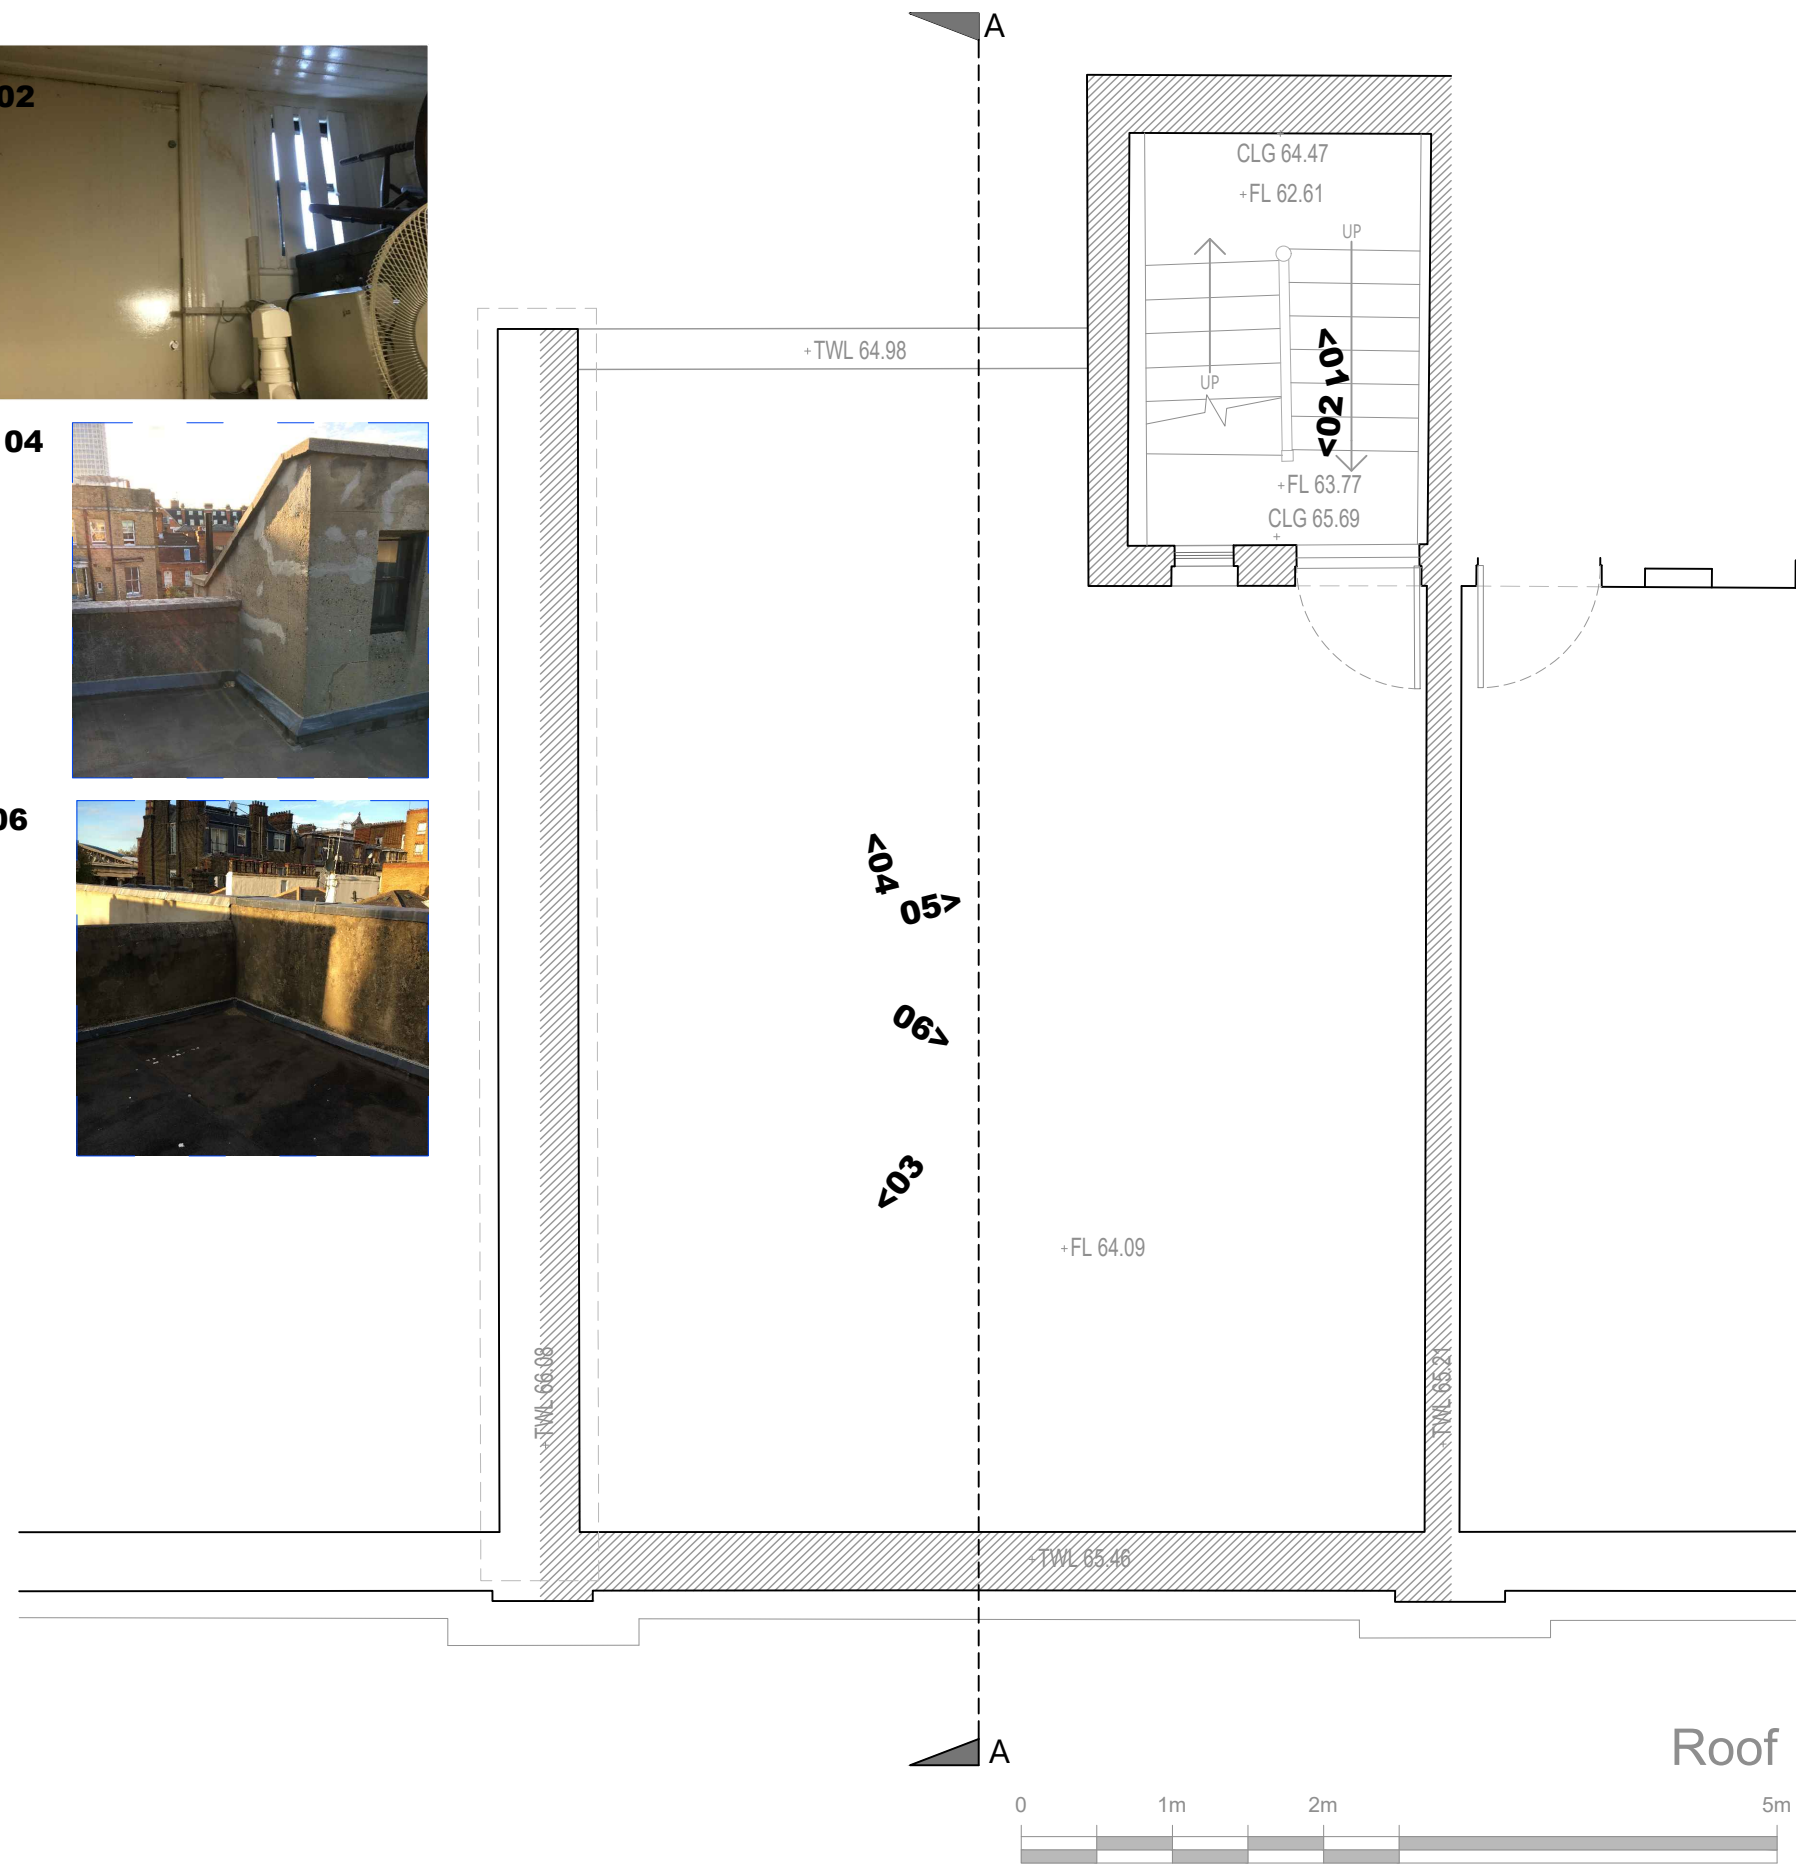 A
02
CLG 64.47
+FL 62.61
UP
+TWL 64.98
<01
UP
<02
04
+FL 63.77
CLG 65.69
+
06
<04
05>
06>
<03
+FL 64.09
+TWL 66.08
+TWL 65.21
+TWL 65.46
A
Roof
0 1m 2m 5m